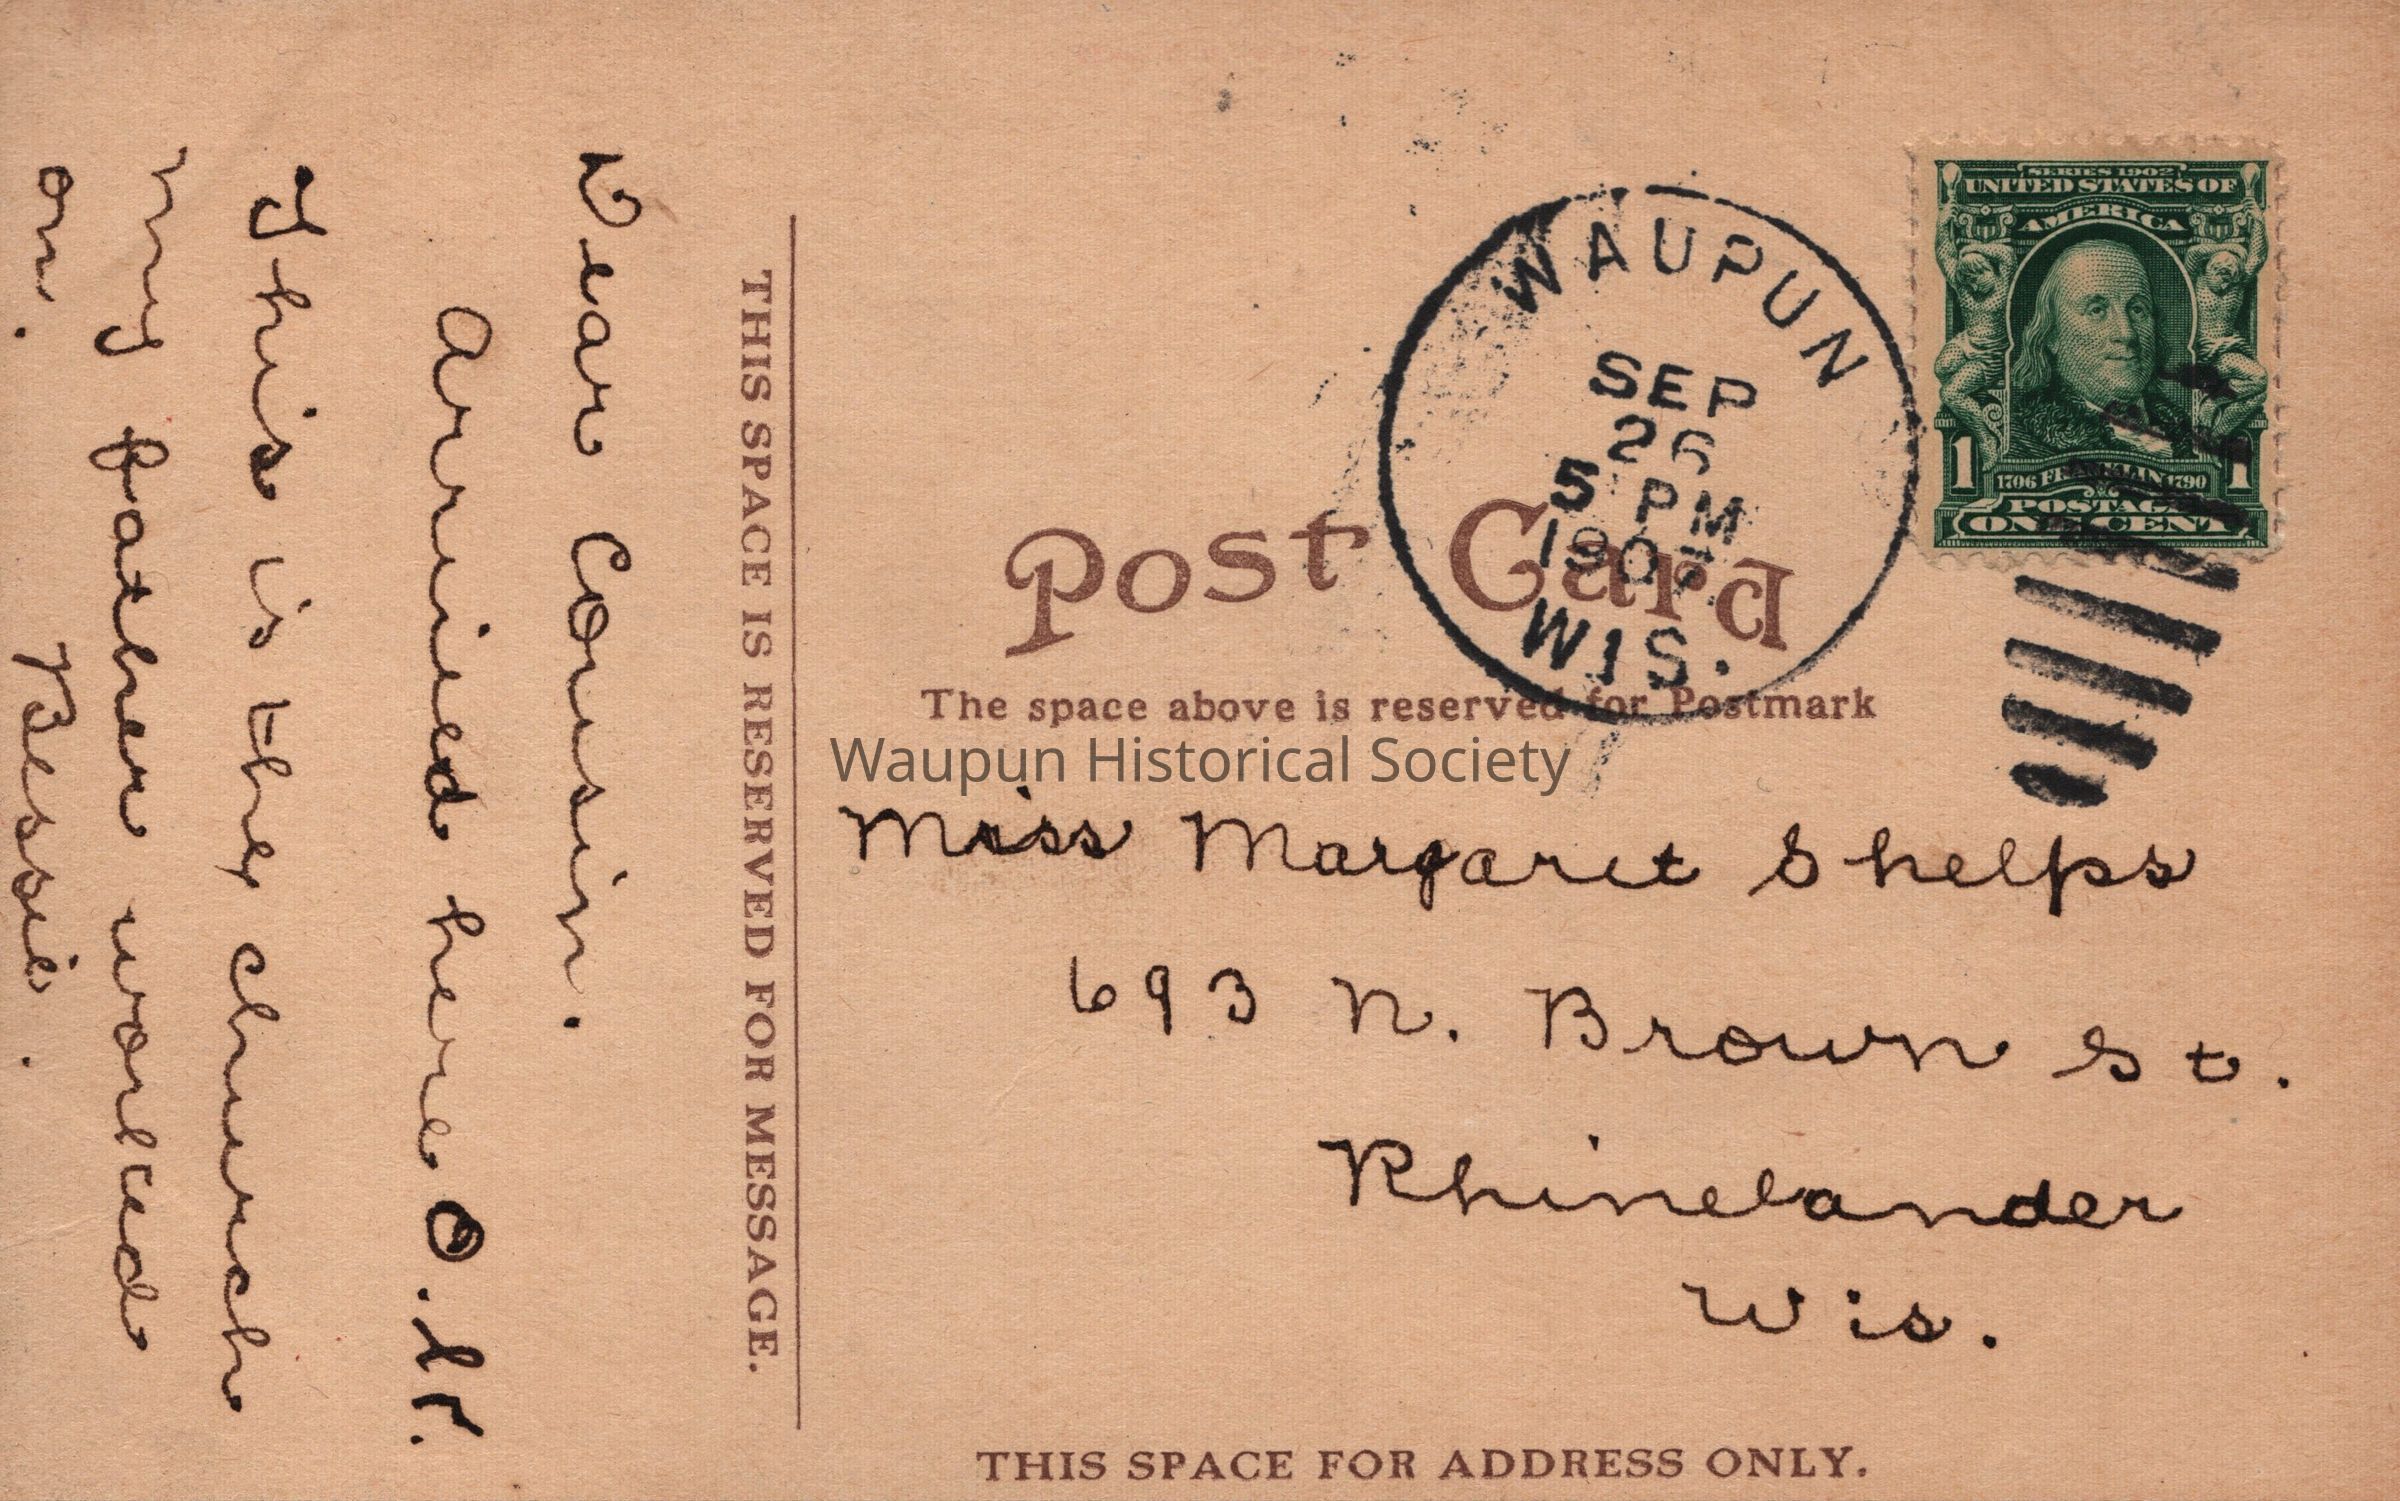 Dear Cousin.
Arrived here O.K.
This is the church
my father worked
on. Bessie.
THIS SPACE IS RESERVED FOR MESSAGE.
SERIES 1902
UNITED STATES OF
AMERICA
1 1706 FRANKLIN 1790 1
POSTAGE
ONE CENT
WAUPUN
SEP
26
5 PM
1907
WIS.
Post Card
The space above is reserved for Postmark
Waupun Historical Society
Miss Margaret Shelps
693 N. Brown St.
Rhinelander
Wis.
THIS SPACE FOR ADDRESS ONLY.